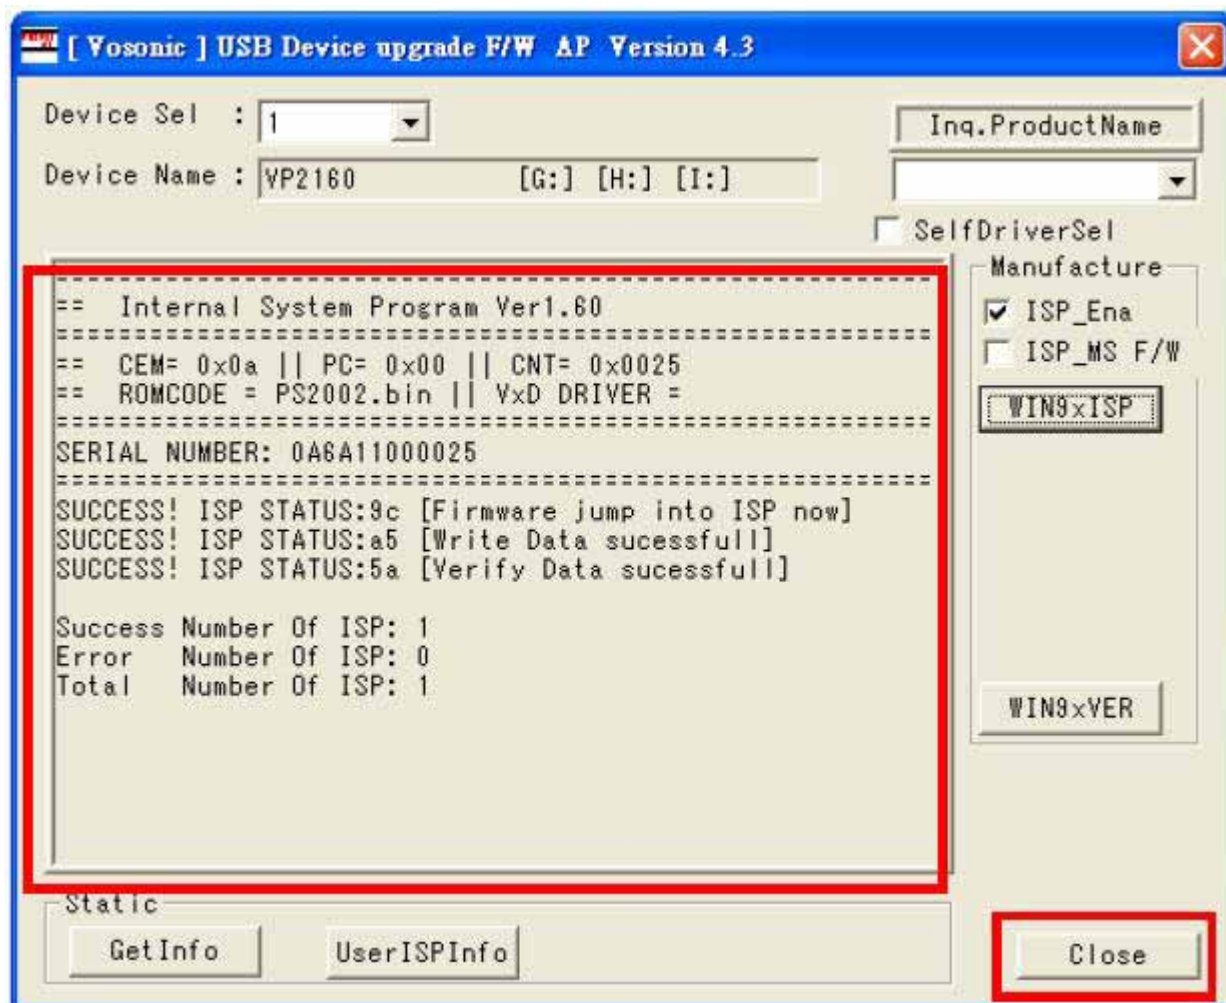 [ Vosonic ] USB Device upgrade F/W AP Version 4.3
Device Sel : 1
Inq.ProductName
Device Name : VP2160 [G:] [H:] [I:]
SelfDriverSel
Manufacture
ISP_Ena
ISP_MS F/W
WIN9xISP
WIN9xVER
== Internal System Program Ver1.60
============================================================
== CEM= 0x0a || PC= 0x00 || CNT= 0x0025
== ROMCODE = PS2002.bin || VxD DRIVER =
============================================================
SERIAL NUMBER: 0A6A11000025
============================================================
SUCCESS! ISP STATUS:9c [Firmware jump into ISP now]
SUCCESS! ISP STATUS:a5 [Write Data sucessfull]
SUCCESS! ISP STATUS:5a [Verify Data sucessfull]
Success Number Of ISP: 1
Error Number Of ISP: 0
Total Number Of ISP: 1
Static
GetInfo
UserISPInfo
Close